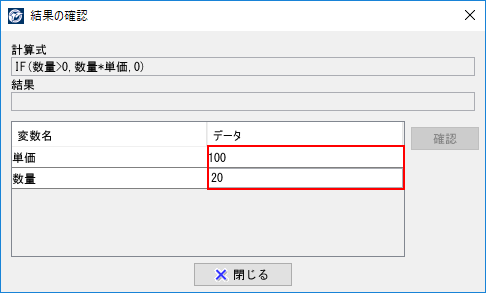 結果の確認
計算式
IF(数量>0,数量*単価,0)
結果
変数名 データ
単価 100
数量 20
確認
閉じる